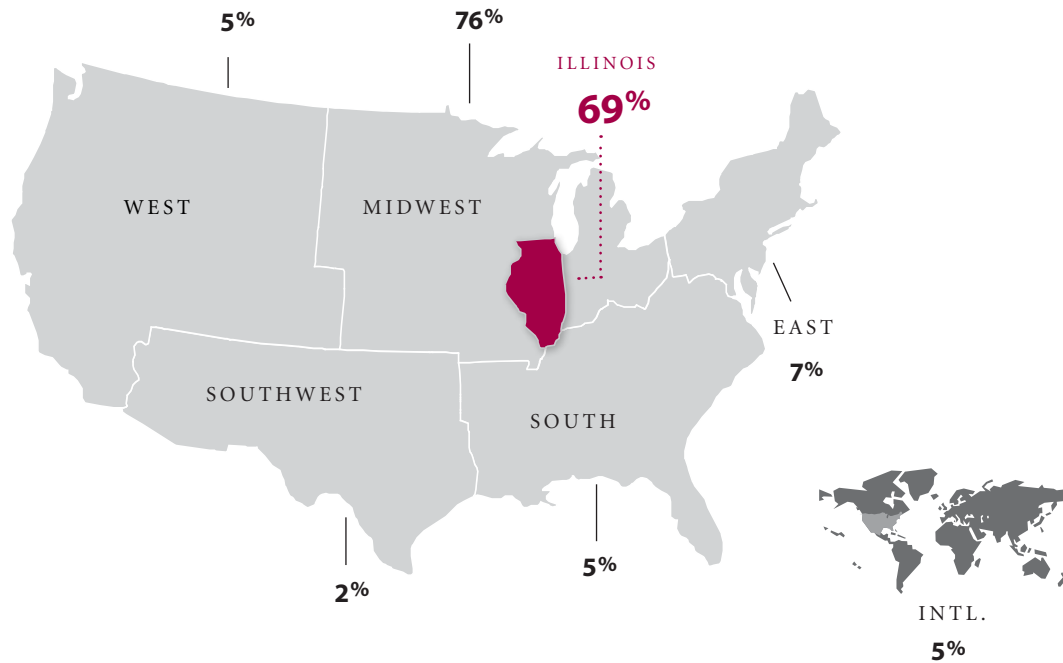 5%
76%
ILLINOIS
69%
WEST
MIDWEST
EAST
7%
SOUTHWEST
SOUTH
2%
5%
INTL.
5%